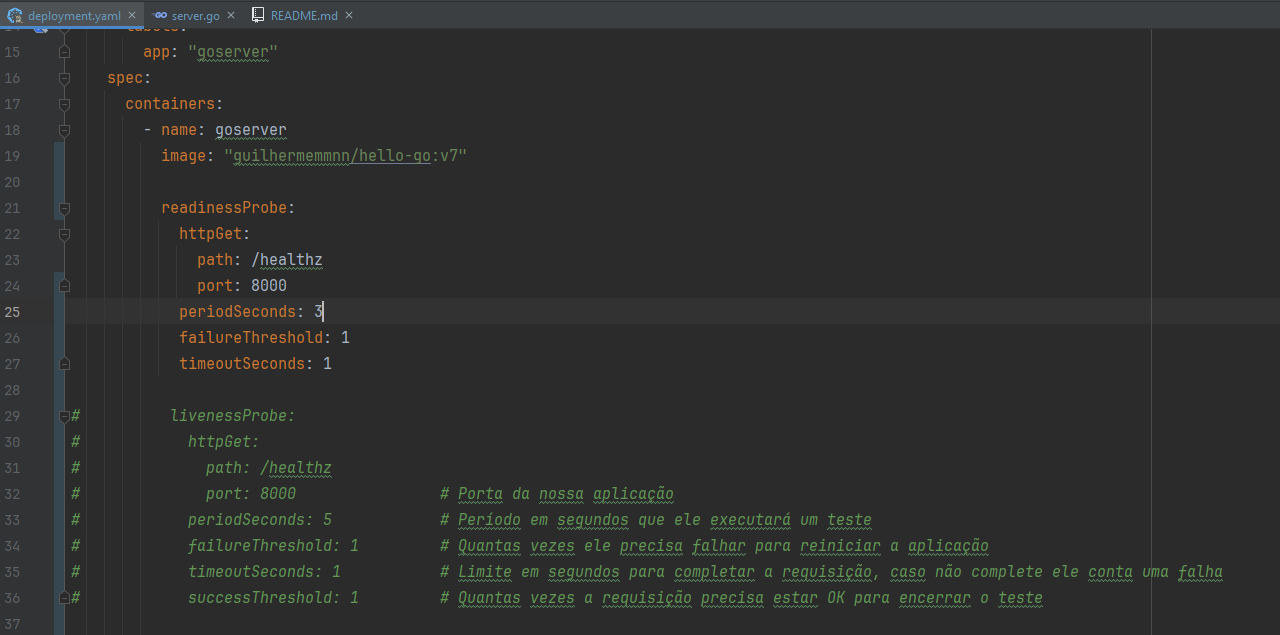 deployment.yaml × GO server.go × README.md ×
14 labels:
15 app: "goserver"
16 spec:
17 containers:
18 - name: goserver
19 image: "guilhermemmnn/hello-go:v7"
20
21 readinessProbe:
22 httpGet:
23 path: /healthz
24 port: 8000
25 periodSeconds: 3
26 failureThreshold: 1
27 timeoutSeconds: 1
28
29 # livenessProbe:
30 # httpGet:
31 # path: /healthz
32 # port: 8000 # Porta da nossa aplicação
33 # periodSeconds: 5 # Período em segundos que ele executará um teste
34 # failureThreshold: 1 # Quantas vezes ele precisa falhar para reiniciar a aplicação
35 # timeoutSeconds: 1 # Limite em segundos para completar a requisição, caso não complete ele conta uma falha
36 # successThreshold: 1 # Quantas vezes a requisição precisa estar OK para encerrar o teste
37